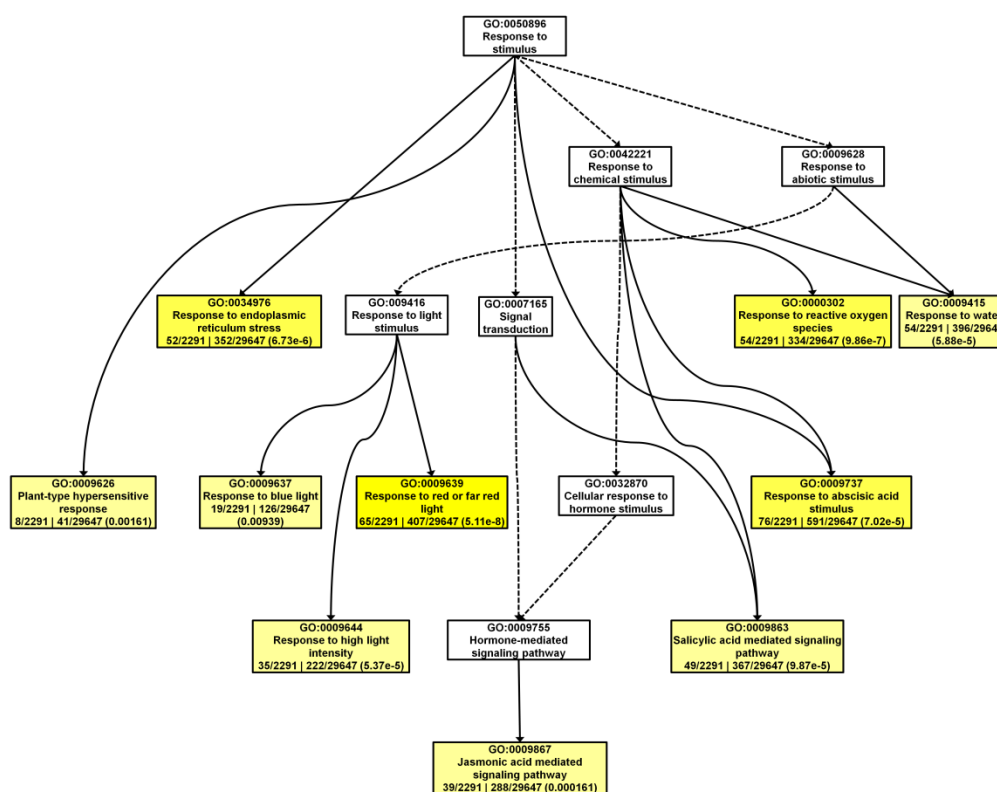 GO:0050896
Response to
stimulus
GO:0042221
Response to
chemical stimulus
GO:0009628
Response to
abiotic stimulus
GO:0034976
Response to endoplasmic
reticulum stress
52/2291 | 352/29647 (6.73e-6)
GO:009416
Response to light
stimulus
GO:0007165
Signal
transduction
GO:0000302
Response to reactive oxygen
species
54/2291 | 334/29647 (9.86e-7)
GO:0009415
Response to wate
54/2291 | 396/2964
(5.88e-5)
GO:0009626
Plant-type hypersensitive
response
8/2291 | 41/29647 (0.00161)
GO:0009637
Response to blue light
19/2291 | 126/29647
(0.00939)
GO:0009639
Response to red or far red
light
65/2291 | 407/29647 (5.11e-8)
GO:0032870
Cellular response to
hormone stimulus
GO:0009737
Response to abscisic acid
stimulus
76/2291 | 591/29647 (7.02e-5)
GO:0009644
Response to high light
intensity
35/2291 | 222/29647 (5.37e-5)
GO:0009755
Hormone-mediated
signaling pathway
GO:0009863
Salicylic acid mediated signaling
pathway
49/2291 | 367/29647 (9.87e-5)
GO:0009867
Jasmonic acid mediated
signaling pathway
39/2291 | 288/29647 (0.000161)